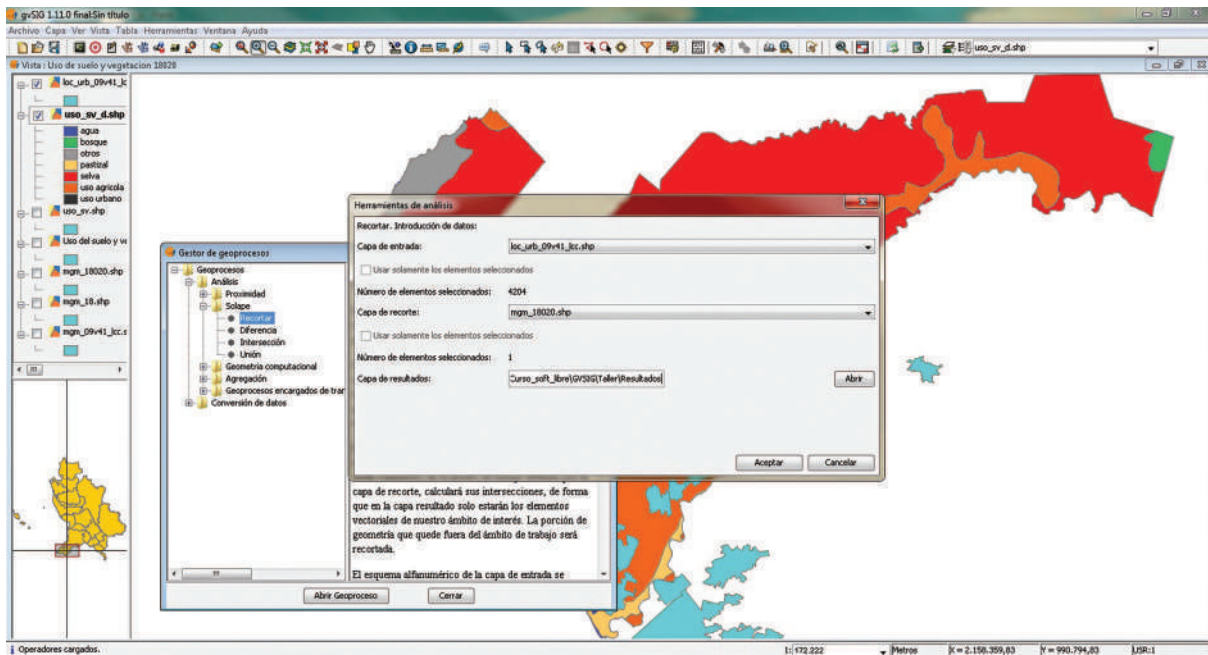 gvSIG 1.11.0 final:Sin título
Archivo Capa Ver Vista Tabla Herramientas Ventana Ayuda
uso_sv_d.shp
Vista : Uso de suelo y vegetacion 18020
loc_urb_09v41_lc
uso_sv_d.shp
agua
bosque
otros
pastizal
selva
uso agricola
uso urbano
uso_sv.shp
Uso del suelo y ve
mgm_18020.shp
mgm_18.shp
mgm_09v41_lcc.s
Gestor de geoprocesos
Geoprocesos
Análisis
Proximidad
Solape
Recortar
Diferencia
Intersección
Unión
Geometría computacional
Agregación
Geoprocesos encargados de trar
Conversión de datos
capa de recorte, calculará sus intersecciones, de forma
que en la capa resultado solo estarán los elementos
vectoriales de nuestro ámbito de interés. La porción de
geometría que quede fuera del ámbito de trabajo será
recortada.
El esquema alfanumérico de la capa de entrada se
Abrir Geoproceso Cerrar
Herramientas de análisis
Recortar. Introducción de datos:
Capa de entrada: loc_urb_09v41_lcc.shp
Usar solamente los elementos seleccionados
Número de elementos seleccionados: 4204
Capa de recorte: mgm_18020.shp
Usar solamente los elementos seleccionados
Número de elementos seleccionados: 1
Capa de resultados: Curso_soft_libre\GVSIG\Taller\Resultados Abrir
Aceptar Cancelar
Operadores cargados. 1: 172.222 Metros X = 2.158.359,83 Y = 990.794,83 USR:1